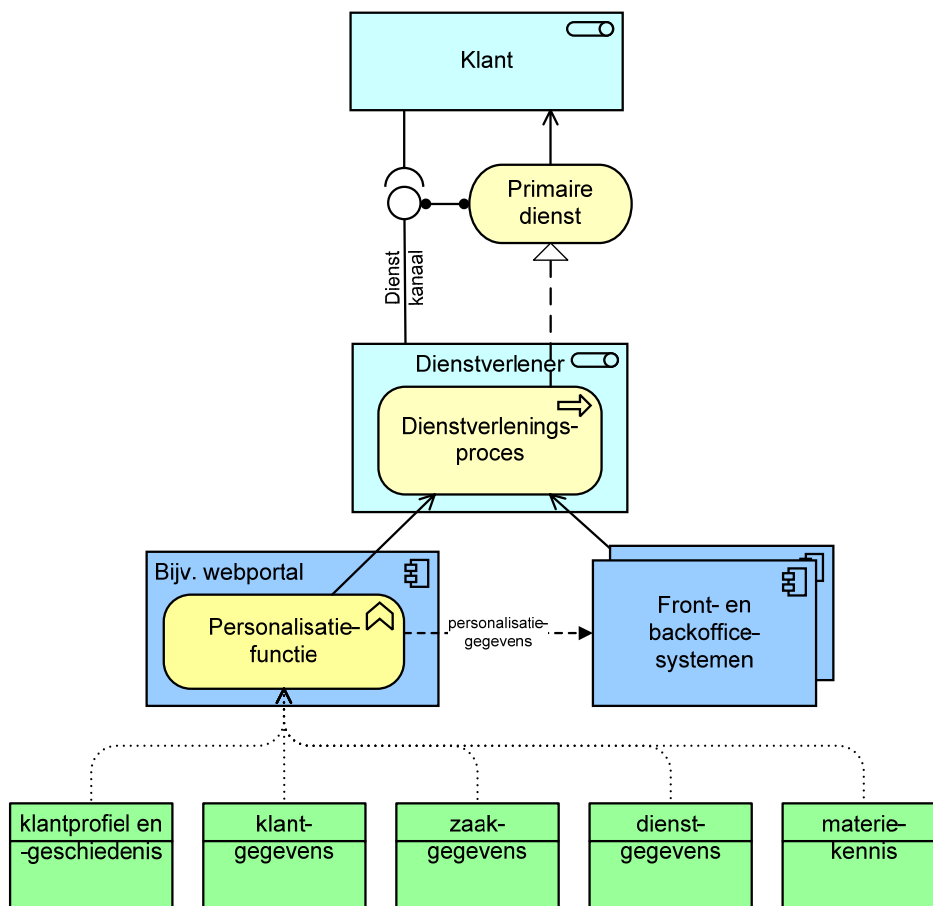 Klant
Primaire
dienst
Dienst
kanaal
Dienstverlener
Dienstverlenings-
proces
Bijv. webportal
Personalisatie-
functie
personalisatie-
gegevens
Front- en
backoffice-
systemen
klantprofiel en
-geschiedenis
klant-
gegevens
zaak-
gegevens
dienst-
gegevens
materie-
kennis